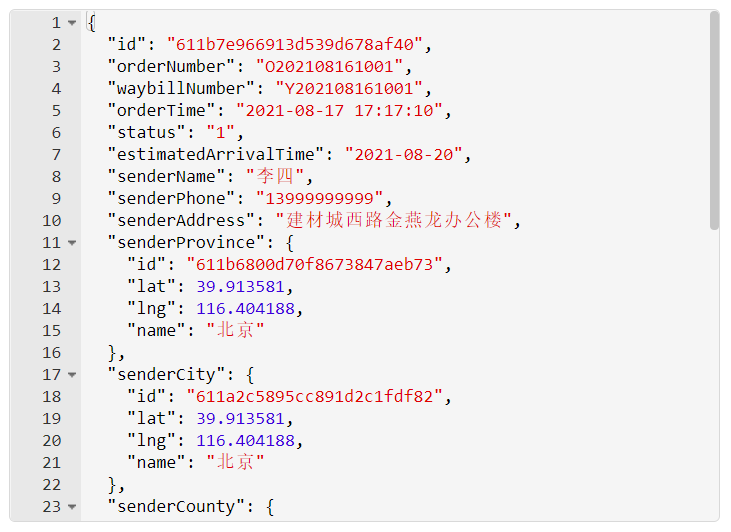 1 {
2 "id": "611b7e966913d539d678af40",
3 "orderNumber": "O202108161001",
4 "waybillNumber": "Y202108161001",
5 "orderTime": "2021-08-17 17:17:10",
6 "status": "1",
7 "estimatedArrivalTime": "2021-08-20",
8 "senderName": "李四",
9 "senderPhone": "13999999999",
10 "senderAddress": "建材城西路金燕龙办公楼",
11 "senderProvince": {
12 "id": "611b6800d70f8673847aeb73",
13 "lat": 39.913581,
14 "lng": 116.404188,
15 "name": "北京"
16 },
17 "senderCity": {
18 "id": "611a2c5895cc891d2c1fdf82",
19 "lat": 39.913581,
20 "lng": 116.404188,
21 "name": "北京"
22 },
23 "senderCounty": {